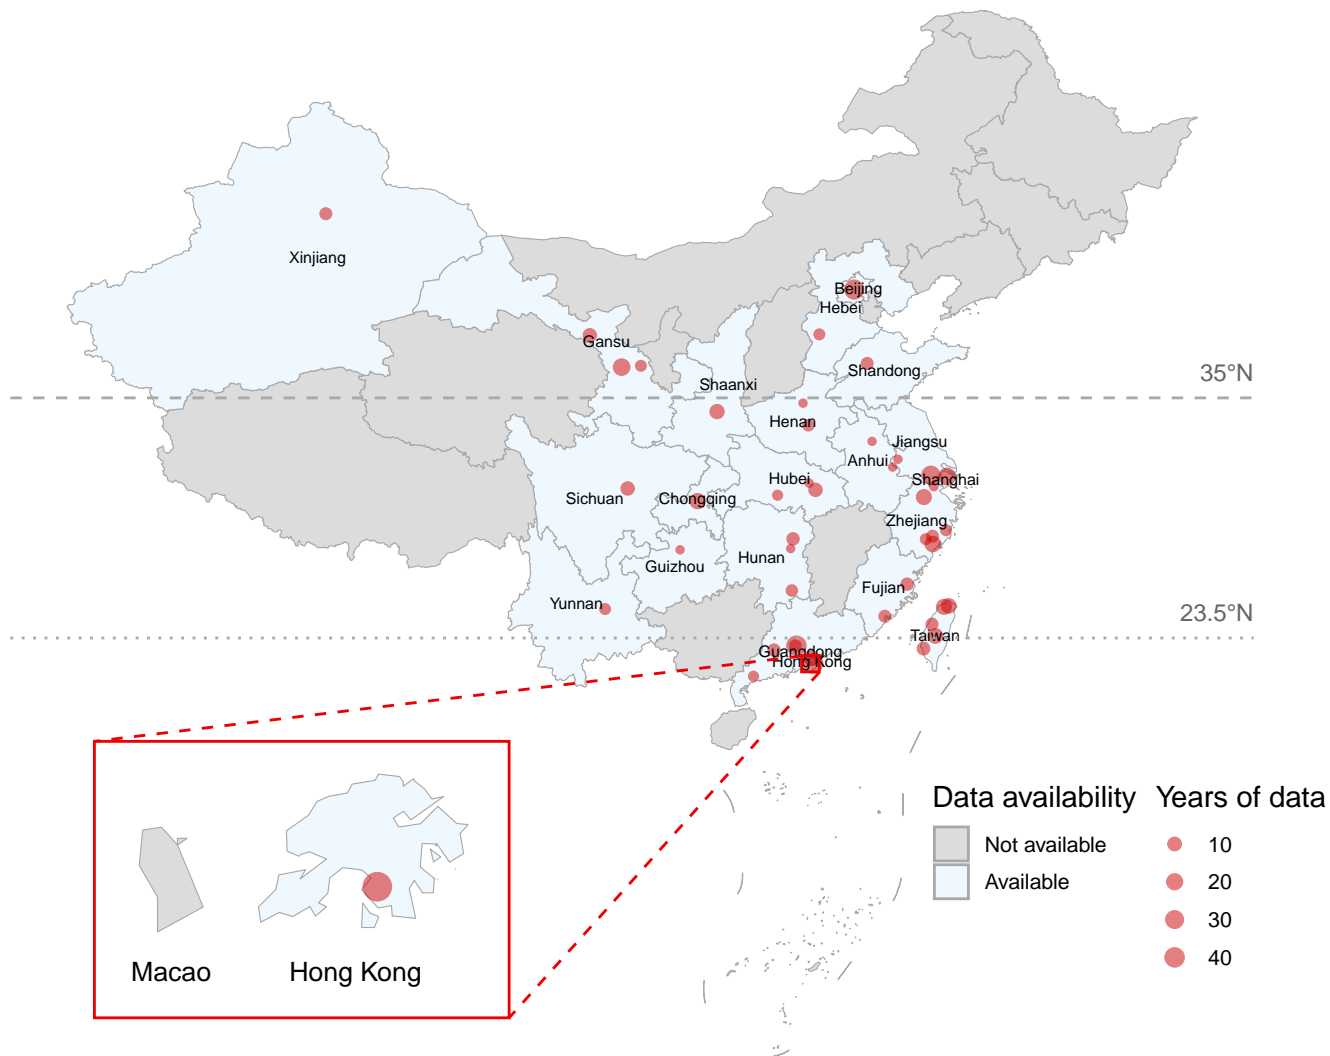 Xinjiang
Beijing
Hebei
Gansu
Shandong
35°N
Shaanxi
Henan
Jiangsu
Anhui
Hubei
Shanghai
Sichuan
Chongqing
Zhejiang
Hunan
Guizhou
Fujian
Yunnan
23.5°N
Taiwan
Guangdong
Hong Kong
Macao
Hong Kong
Data availability
Not available
Available
Years of data
10
20
30
40